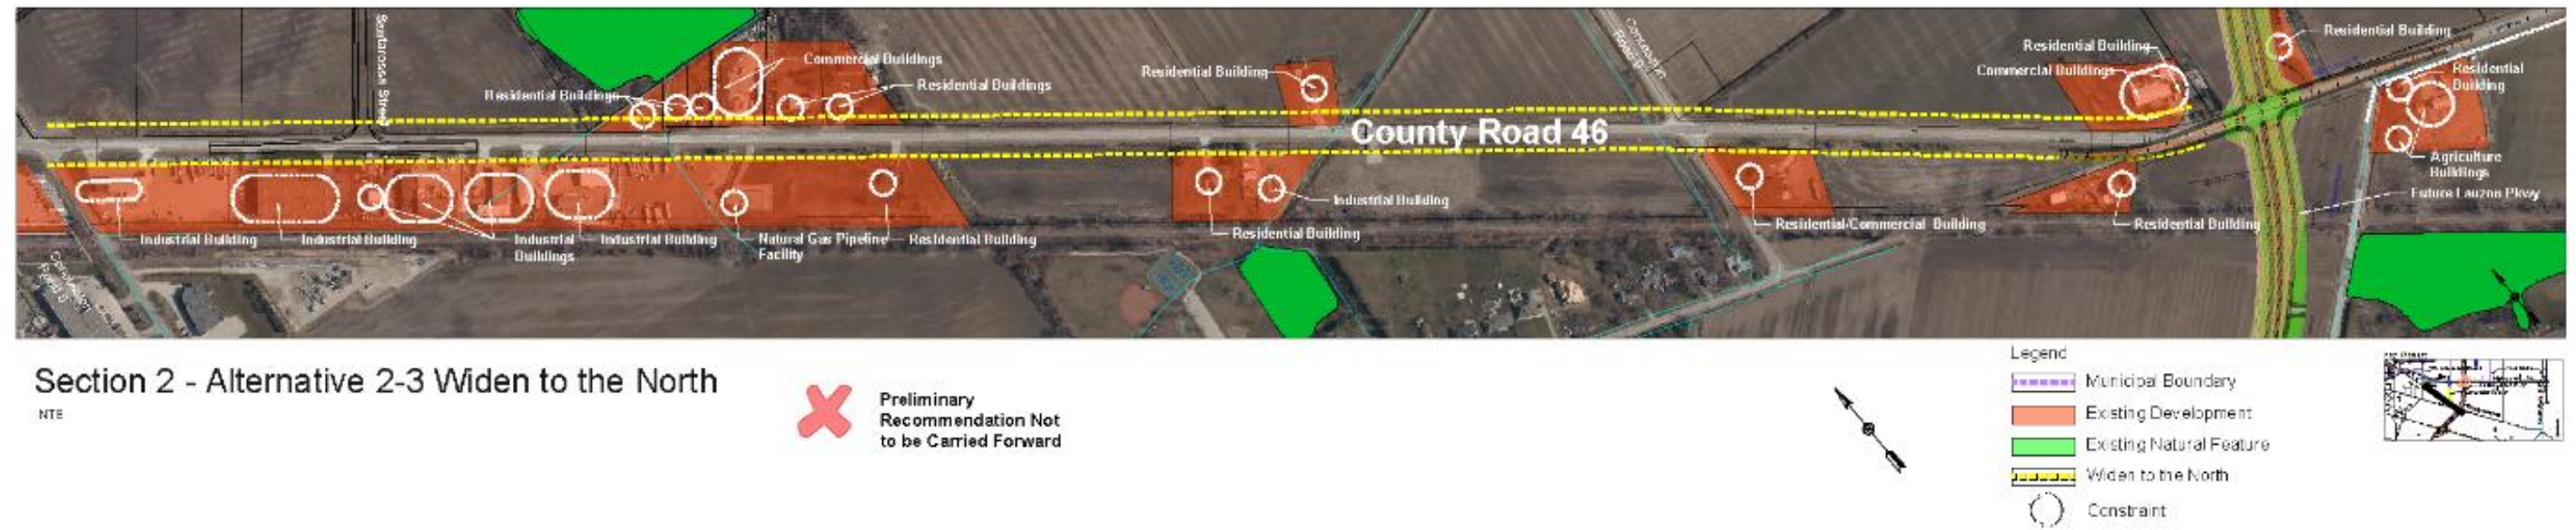 Residential Building
Residential Building
Commercial Buildings
Commercial Buildings
Residential Buildings
Residential Building
Residential Buildings
Residential
Building
County Road 46
Agriculture
Buildings
Future Lauzon Pkwy
Industrial Building
Residential/Commercial Building
Residential Building
Residential Building
Industrial Building
Industrial Building
Industrial
Buildings
Industrial Building
Natural Gas Pipeline
Facility
Residential Building
Section 2 - Alternative 2-3 Widen to the North
Preliminary
Recommendation Not
to be Carried Forward
Legend
Municipal Boundary
Existing Development
Existing Natural Feature
Widen to the North
Constraint